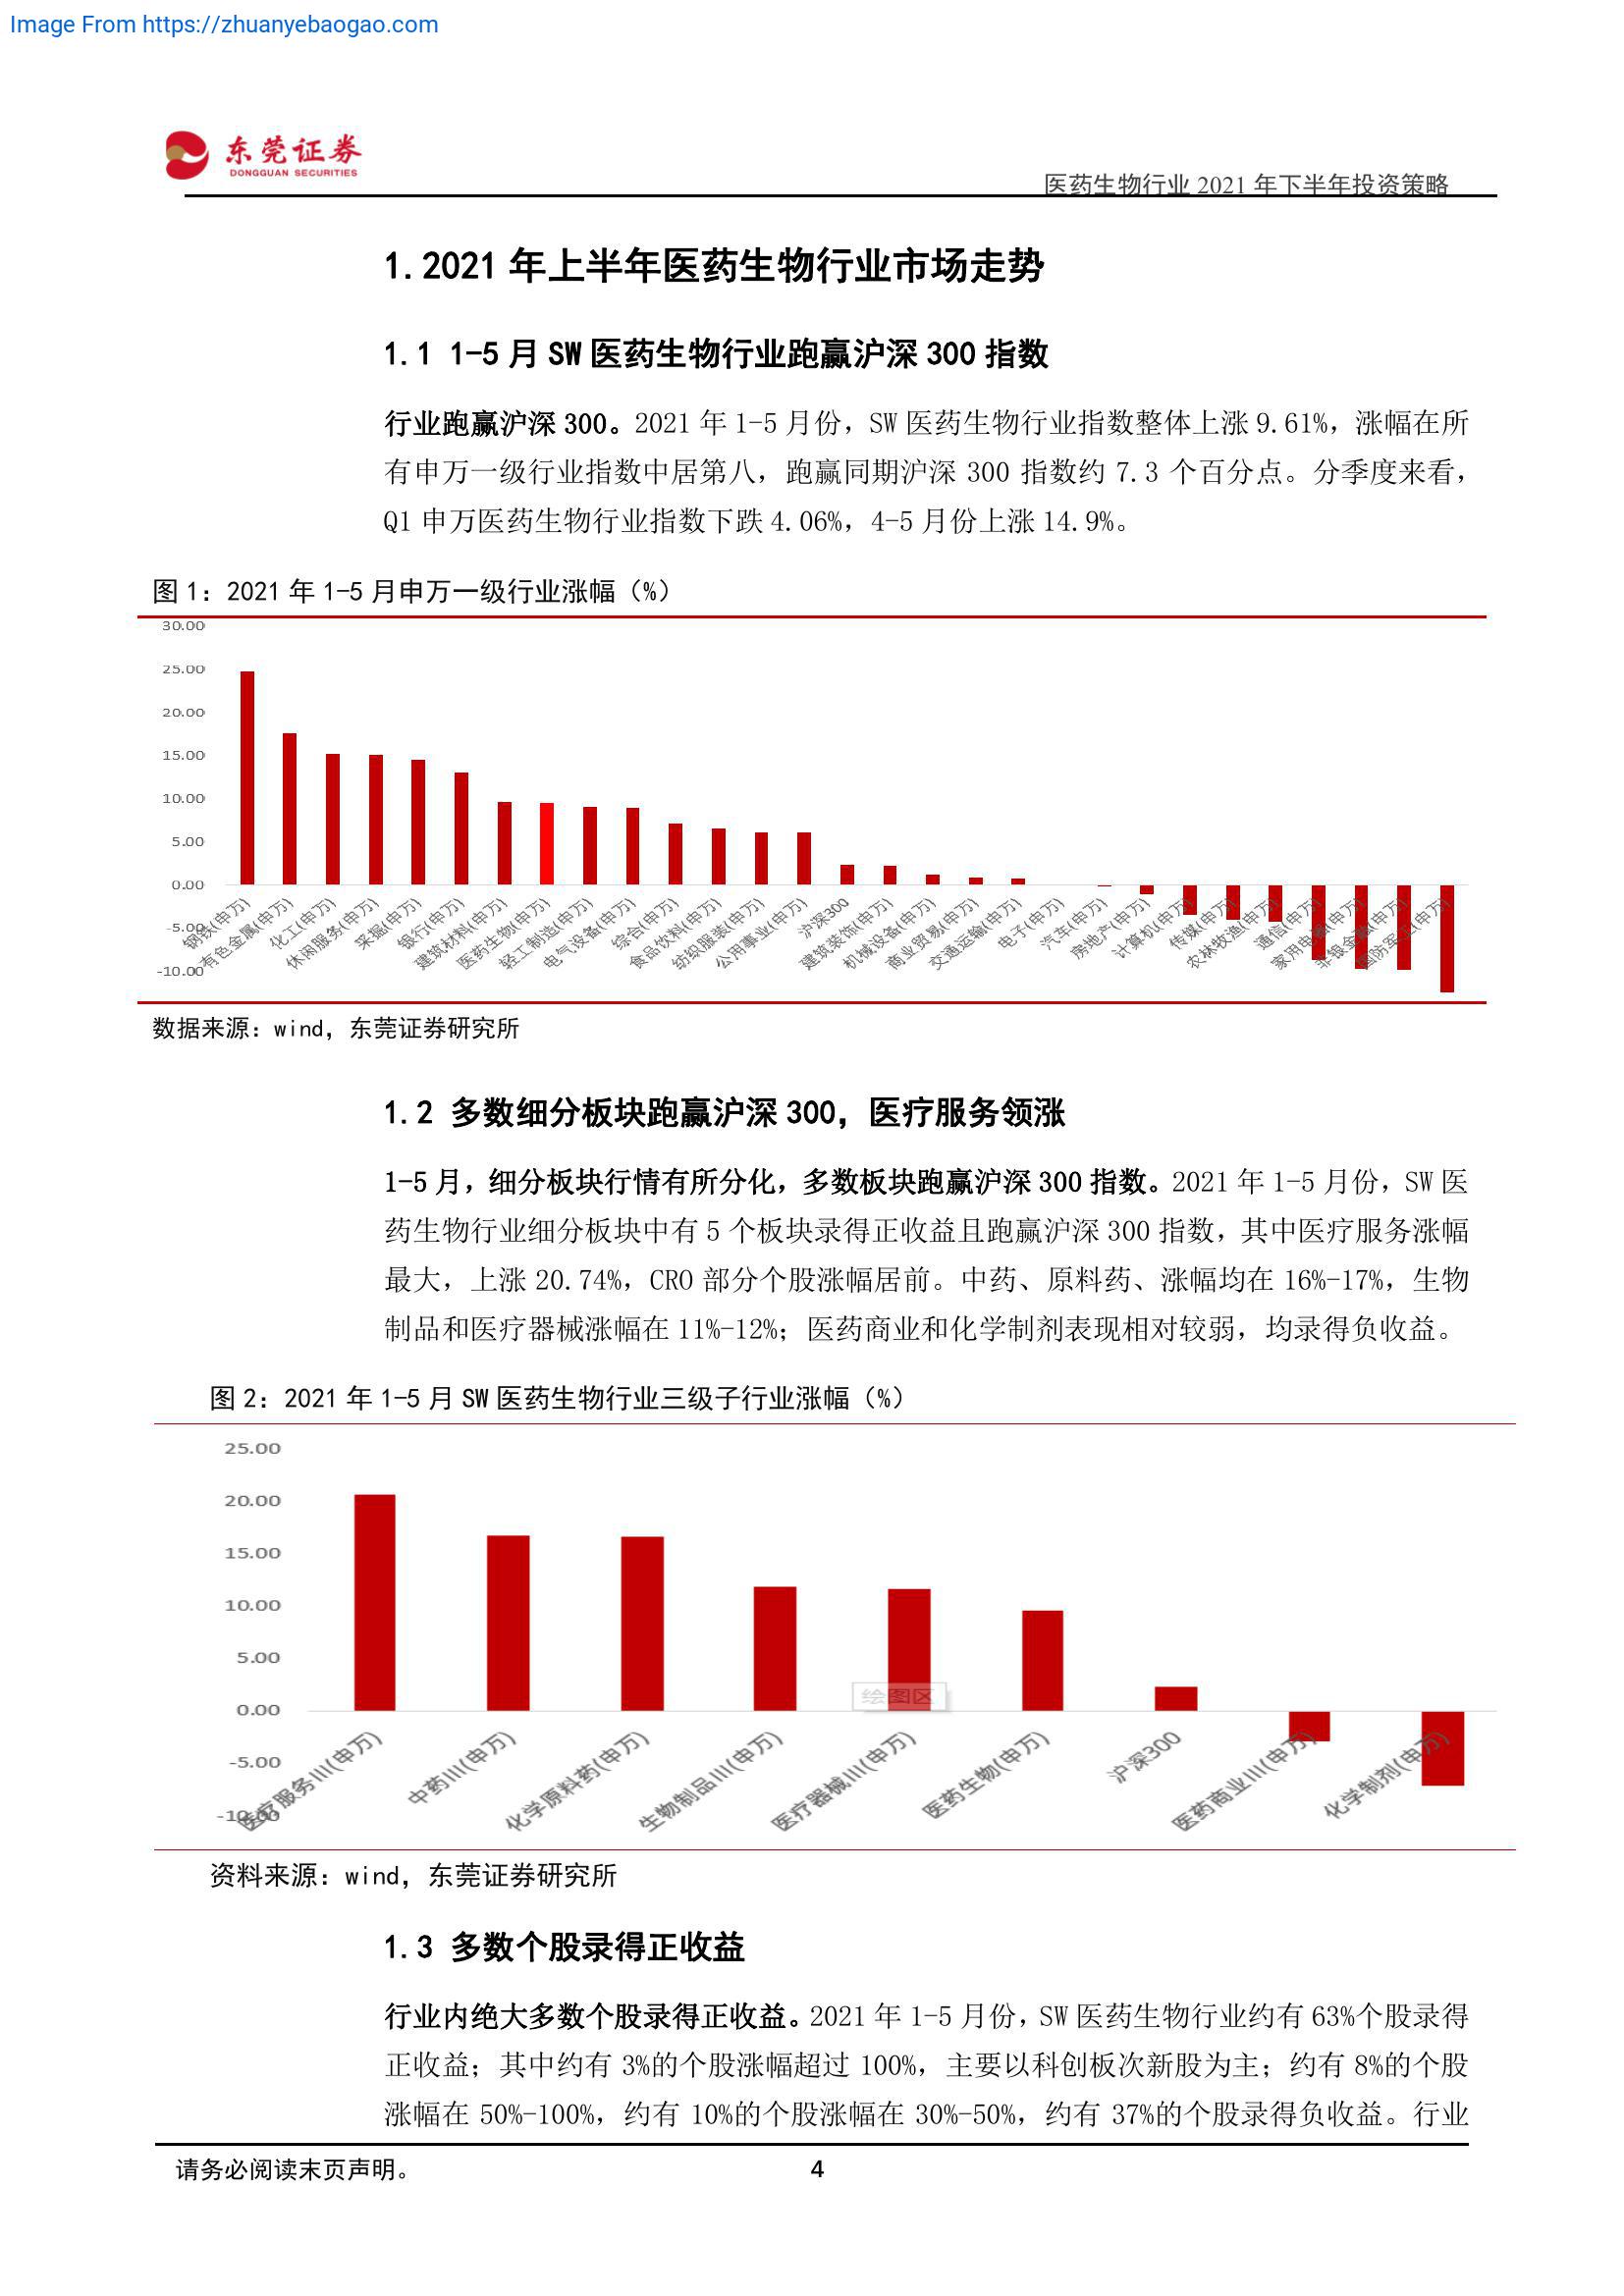 Image From https://zhuanyebaogao.com
东莞证券
DONGGUAN SECURITIES
医药生物行业 2021 年下半年投资策略
1.2021 年上半年医药生物行业市场走势
1.1 1-5 月 SW 医药生物行业跑赢沪深 300 指数
行业跑赢沪深 300。2021 年 1-5 月份，SW 医药生物行业指数整体上涨 9.61%，涨幅在所
有申万一级行业指数中居第八，跑赢同期沪深 300 指数约 7.3 个百分点。分季度来看，
Q1 申万医药生物行业指数下跌 4.06%，4-5 月份上涨 14.9%。
图 1：2021 年 1-5 月申万一级行业涨幅（%）
30.00
25.00
20.00
15.00
10.00
5.00
0.00
-5.00
-10.00
钢铁(申万)
有色金属(申万)
化工(申万)
休闲服务(申万)
采掘(申万)
银行(申万)
建筑材料(申万)
医药生物(申万)
轻工制造(申万)
电气设备(申万)
综合(申万)
食品饮料(申万)
纺织服装(申万)
公用事业(申万)
沪深300
建筑装饰(申万)
机械设备(申万)
商业贸易(申万)
交通运输(申万)
电子(申万)
汽车(申万)
房地产(申万)
计算机(申万)
传媒(申万)
农林牧渔(申万)
通信(申万)
家用电器(申万)
非银金融(申万)
国防军工(申万)
数据来源：wind，东莞证券研究所
1.2 多数细分板块跑赢沪深 300，医疗服务领涨
1-5 月，细分板块行情有所分化，多数板块跑赢沪深 300 指数。2021 年 1-5 月份，SW 医
药生物行业细分板块中有 5 个板块录得正收益且跑赢沪深 300 指数，其中医疗服务涨幅
最大，上涨 20.74%，CRO 部分个股涨幅居前。中药、原料药、涨幅均在 16%-17%，生物
制品和医疗器械涨幅在 11%-12%；医药商业和化学制剂表现相对较弱，均录得负收益。
图 2：2021 年 1-5 月 SW 医药生物行业三级子行业涨幅（%）
25.00
20.00
15.00
10.00
5.00
0.00
-5.00
-10.00
绘图区
医疗服务III(申万)
中药III(申万)
化学原料药(申万)
生物制品III(申万)
医疗器械III(申万)
医药生物(申万)
沪深300
医药商业III(申万)
化学制剂(申万)
资料来源：wind，东莞证券研究所
1.3 多数个股录得正收益
行业内绝大多数个股录得正收益。2021 年 1-5 月份，SW 医药生物行业约有 63%个股录得
正收益；其中约有 3%的个股涨幅超过 100%，主要以科创板次新股为主；约有 8%的个股
涨幅在 50%-100%，约有 10%的个股涨幅在 30%-50%，约有 37%的个股录得负收益。行业
请务必阅读末页声明。
4